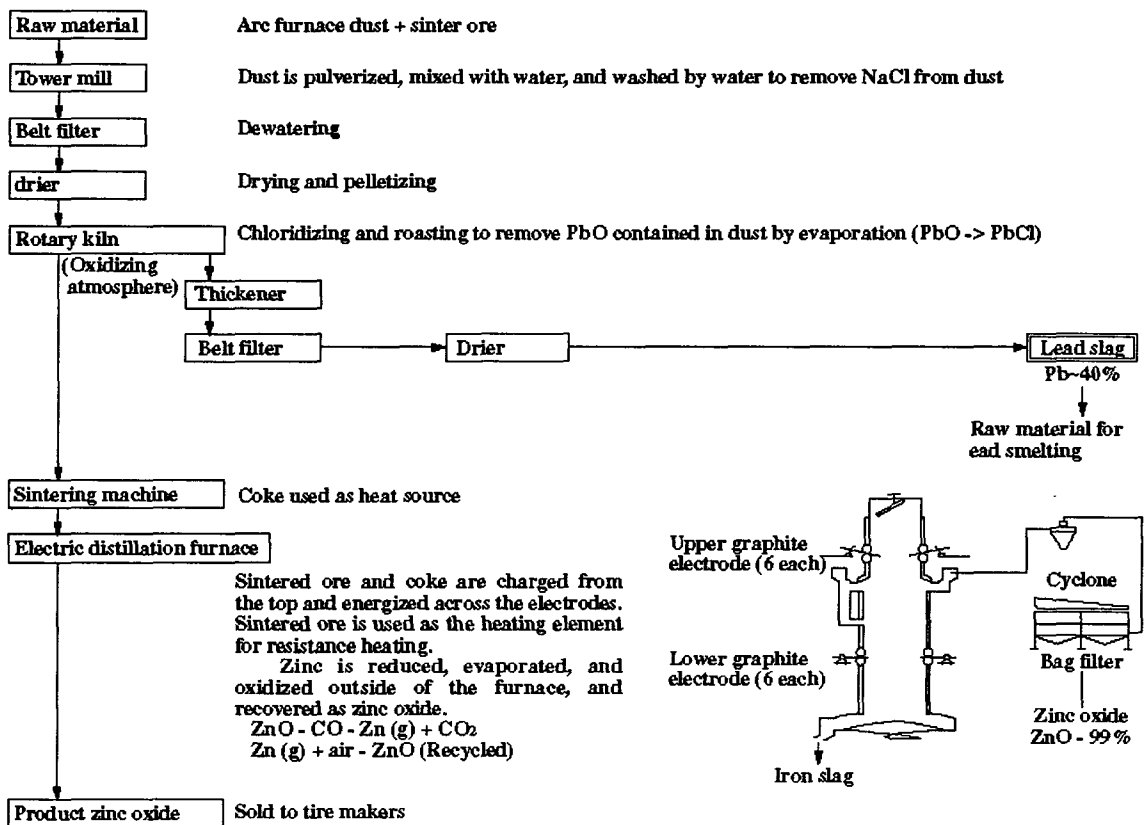 Raw material
Arc furnace dust + sinter ore
Tower mill
Dust is pulverized, mixed with water, and washed by water to remove NaCl from dust
Belt filter
Dewatering
drier
Drying and pelletizing
Rotary kiln
Chloridizing and roasting to remove PbO contained in dust by evaporation (PbO -> PbCl)
(Oxidizing
atmosphere)
Thickener
Belt filter
Drier
Lead slag
Pb~40%
Raw material for
ead smelting
Sintering machine
Coke used as heat source
Electric distillation furnace
Sintered ore and coke are charged from
the top and energized across the electrodes.
Sintered ore is used as the heating element
for resistance heating.
Zinc is reduced, evaporated, and
oxidized outside of the furnace, and
recovered as zinc oxide.
ZnO - CO - Zn (g) + CO₂
Zn (g) + air - ZnO (Recycled)
Upper graphite
electrode (6 each)
Lower graphite
electrode (6 each)
Iron slag
Cyclone
Bag filter
Zinc oxide
ZnO - 99%
Product zinc oxide
Sold to tire makers